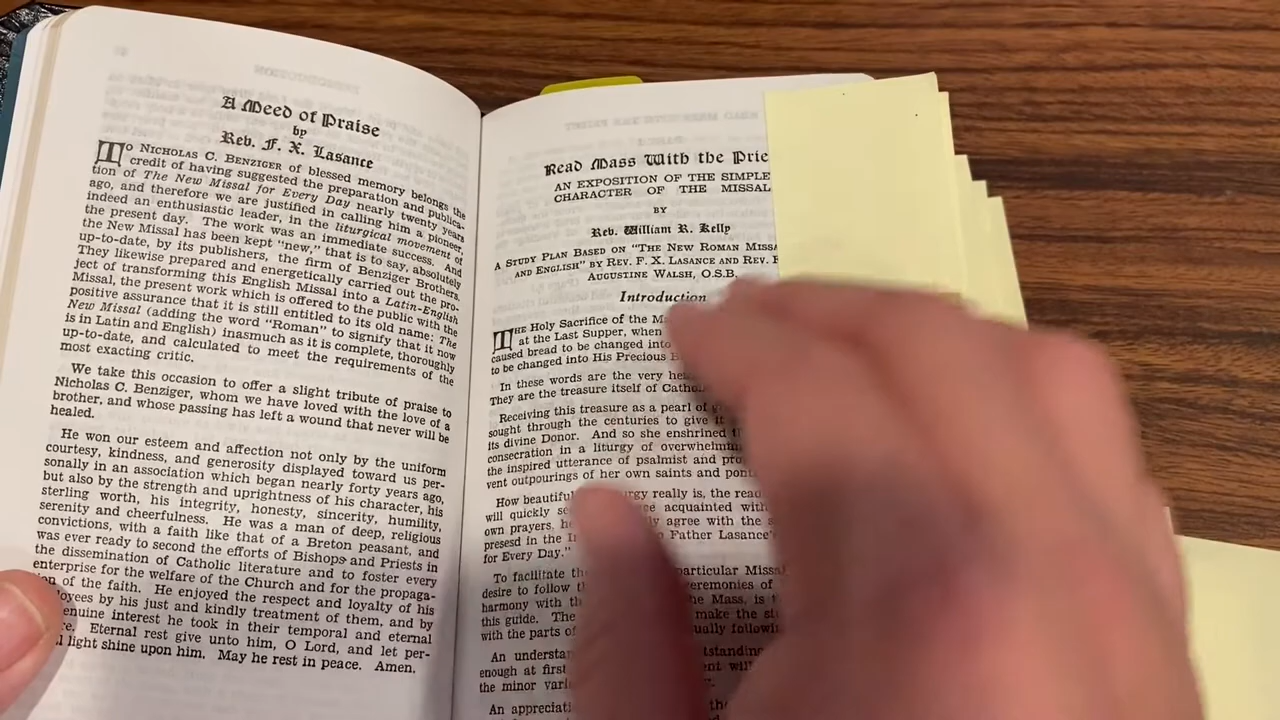 A Meed of Praise
by
Rev. F. X. Lasance
To Nicholas C. Benziger of blessed memory belongs the
credit of having suggested the preparation and publica-
tion of The New Missal for Every Day nearly twenty years
ago, and therefore we are justified in calling him a pioneer,
indeed an enthusiastic leader, in the liturgical movement of
the present day. The work was an immediate success. And
the New Missal has been kept "new," that is to say, absolutely
up-to-date, by its publishers, the firm of Benziger Brothers.
They likewise prepared and energetically carried out the pro-
ject of transforming this English Missal into a Latin-English
Missal, the present work which is offered to the public with the
positive assurance that it is still entitled to its old name: The
New Missal (adding the word "Roman" to signify that it now
is in Latin and English) inasmuch as it is complete, thoroughly
up-to-date, and calculated to meet the requirements of the
most exacting critic.
We take this occasion to offer a slight tribute of praise to
Nicholas C. Benziger, whom we have loved with the love of a
brother, and whose passing has left a wound that never will be
healed.
He won our esteem and affection not only by the uniform
courtesy, kindness, and generosity displayed toward us per-
sonally in an association which began nearly forty years ago,
but also by the strength and uprightness of his character, his
sterling worth, his integrity, honesty, sincerity, humility,
serenity and cheerfulness. He was a man of deep, religious
convictions, with a faith like that of a Breton peasant, and
was ever ready to second the efforts of Bishops and Priests in
the dissemination of Catholic literature and to foster every
enterprise for the welfare of the Church and for the propaga-
of the faith. He enjoyed the respect and loyalty of his
by his just and kindly treatment of them, and by
interest he took in their temporal and eternal
Eternal rest give unto him, O Lord, and let per-
light shine upon him. May he rest in peace. Amen.
Read Mass With the
AN EXPOSITION OF THE SIMPLE
CHARACTER OF THE MISSAL
BY
Rev. William R. Kelly
A Study Plan Based on "The New Roman
and English" by Rev. F. X. Lasance and Rev.
Augustine Walsh, O.S.B.
Introduction
The Holy Sacrifice of the
at the Last Supper, when
caused bread to be changed into
to be changed into His Precious
In these words are the very
They are the treasure itself of
Receiving this treasure as a pearl of
sought through the centuries to give it
its divine Donor. And so she enshrined
consecration in a liturgy of
the inspired utterance of psalmist and
vent outpourings of her own saints and
How beautiful really is, the
will quickly acquainted with
own prayers, agree with the
presed in the Father Lasance's
for Every Day."
To facilitate particular
desire to follow of
harmony with the Mass, is
this guide. The make the
with the parts of
An
enough at first
the minor
An